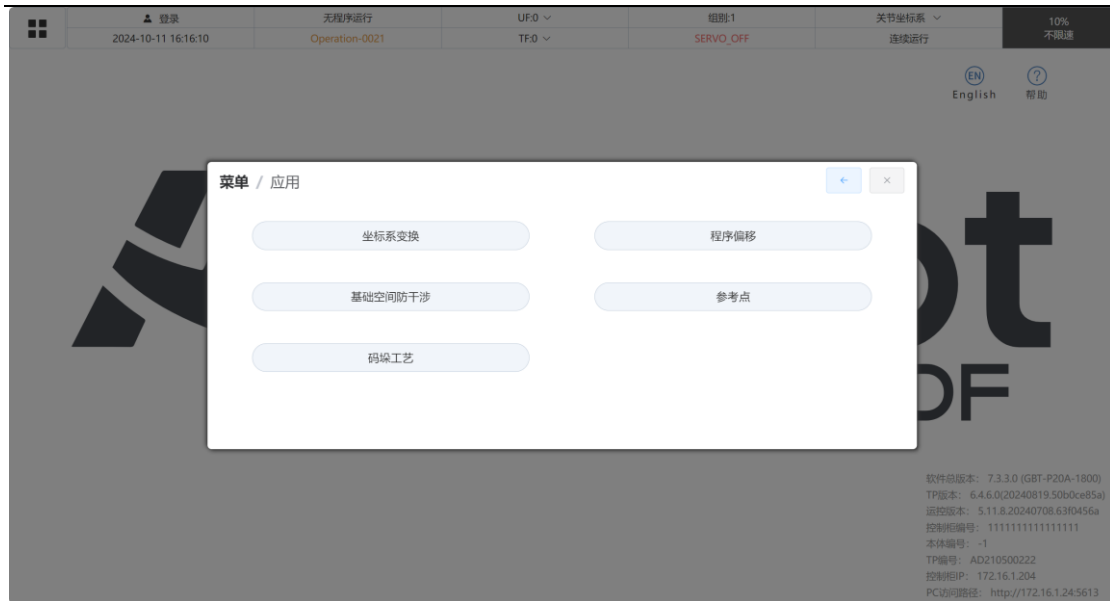 登录 无程序运行 UF:0 组别:1 关节坐标系 10%
2024-10-11 16:16:10 Operation-0021 TF:0 SERVO_OFF 连续运行 不限速
EN ?
English 帮助
菜单 / 应用
坐标系变换 程序偏移
基础空间防干涉 参考点
码垛工艺
ot
OF
软件总版本: 7.3.3.0 (GBT-P20A-1800)
TP版本: 6.4.6.0(20240819.50b0ce85a)
运控版本: 5.11.8.20240708.63f0456a
控制柜编号: 1111111111111111
本体编号: -1
TP编号: AD210500222
控制柜IP: 172.16.1.204
PC访问路径: http://172.16.1.24:5613